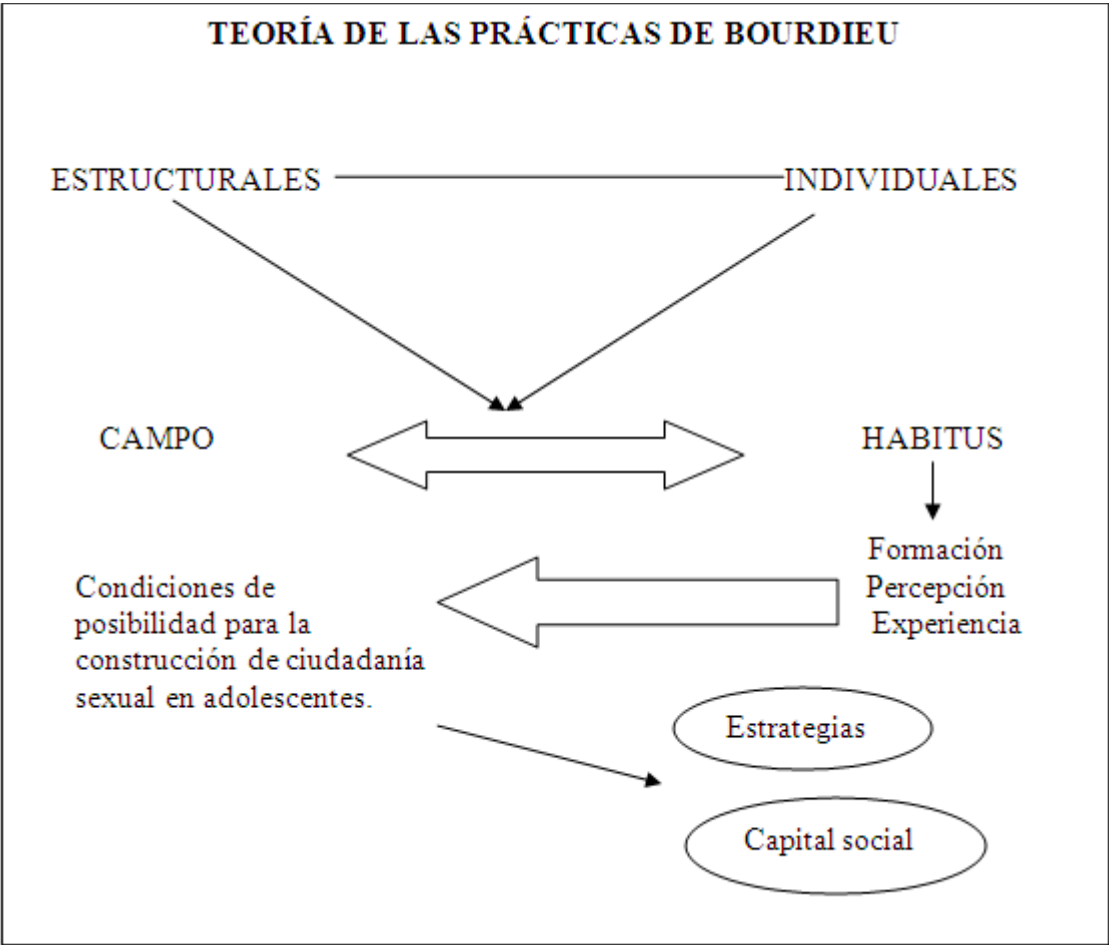 TEORÍA DE LAS PRÁCTICAS DE BOURDIEU
ESTRUCTURALES
INDIVIDUALES
CAMPO
HABITUS
Formación
Percepción
Experiencia
Condiciones de
posibilidad para la
construcción de ciudadanía
sexual en adolescentes.
Estrategias
Capital social